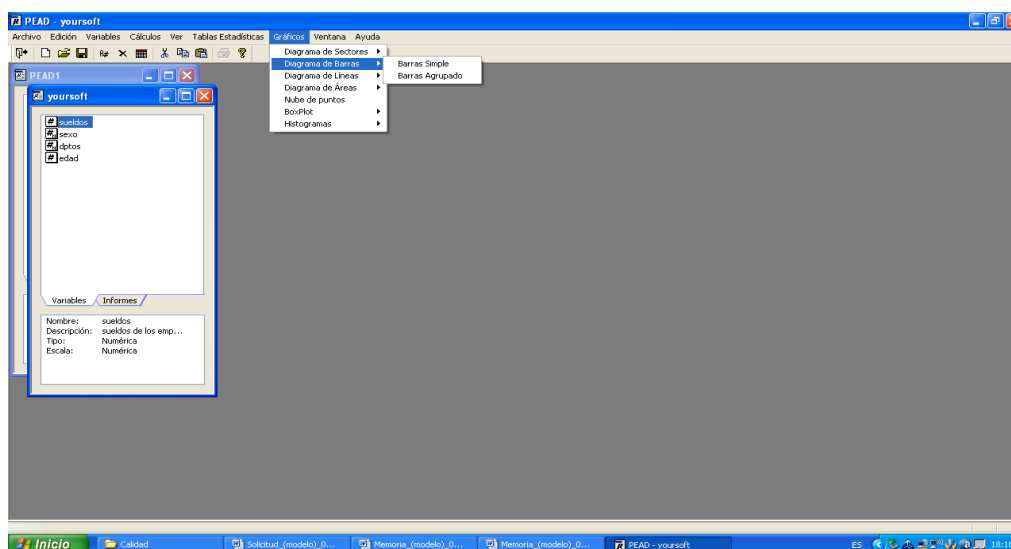 PEAD - yoursoft
Archivo Edición Variables Cálculos Ver Tablas Estadísticas Gráficos Ventana Ayuda
Diagrama de Sectores
Diagrama de Barras
Diagrama de Líneas
Diagrama de Áreas
Nube de puntos
BoxPlot
Histogramas
Barras Simple
Barras Agrupado
PEAD1
yoursoft
sueldos
sexo
dptos
edad
Variables Informes
Nombre: sueldos
Descripción: sueldos de los emp...
Tipo: Numérica
Escala: Numérica
Inicio Calidad Solicitud_(modelo)_0... Memoria_(modelo)_0... Memoria_(modelo)_0... PEAD - yoursoft ES